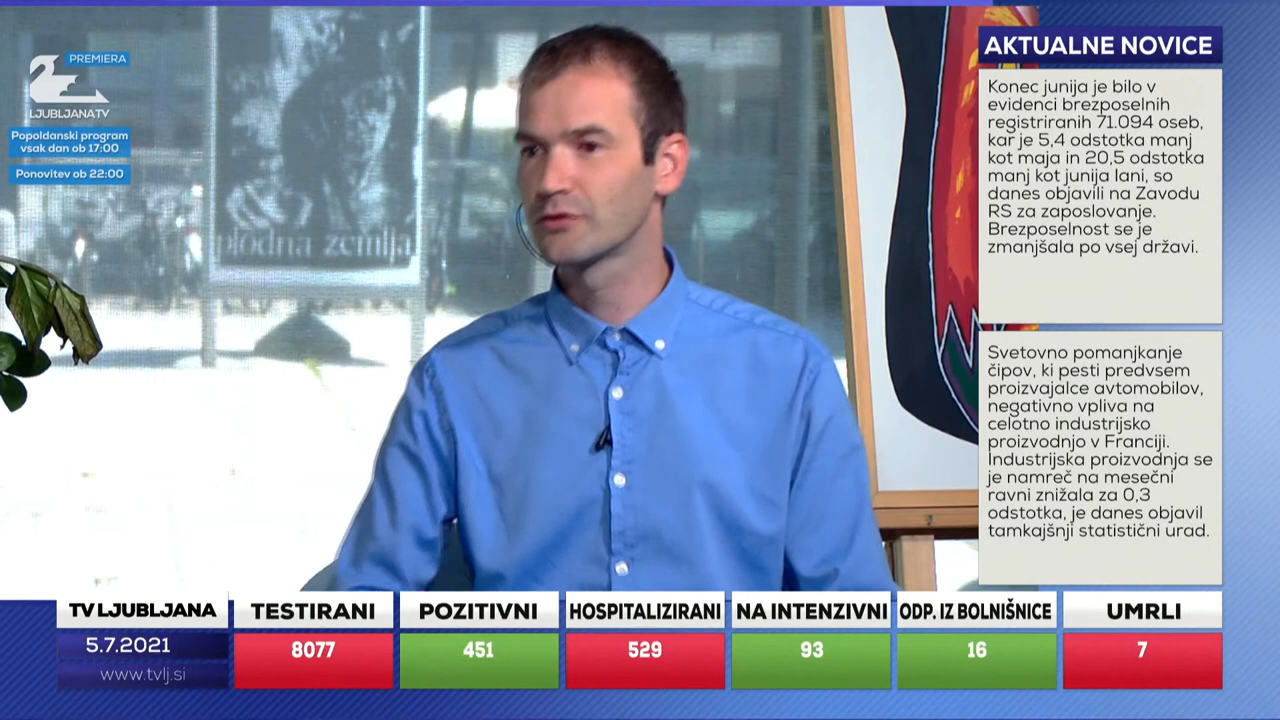 PREMIERA
LJUBLJANATV
Popoldanski program
vsak dan ob 17:00
Ponovitev ob 22:00
plodna zemlja
AKTUALNE NOVICE
Konec junija je bilo v
evidenci brezposelnih
registriranih 71.094 oseb,
kar je 5,4 odstotka manj
kot maja in 20,5 odstotka
manj kot junija lani, so
danes objavili na Zavodu
RS za zaposlovanje.
Brezposelnost se je
zmanjšala po vsej državi.
Svetovno pomanjkanje
čipov, ki pesti predvsem
proizvajalce avtomobilov,
negativno vpliva na
celotno industrijsko
proizvodnjo v Franciji.
Industrijska proizvodnja se
je namreč na mesečni
ravni znižala za 0,3
odstotka, je danes objavil
tamkajšnji statistični urad.
TV LJUBLJANA TESTIRANI POZITIVNI HOSPITALIZIRANI NA INTENZIVNI ODP. IZ BOLNIŠNICE UMRLI
5.7.2021 8077 451 529 93 16 7
www.tvlj.si